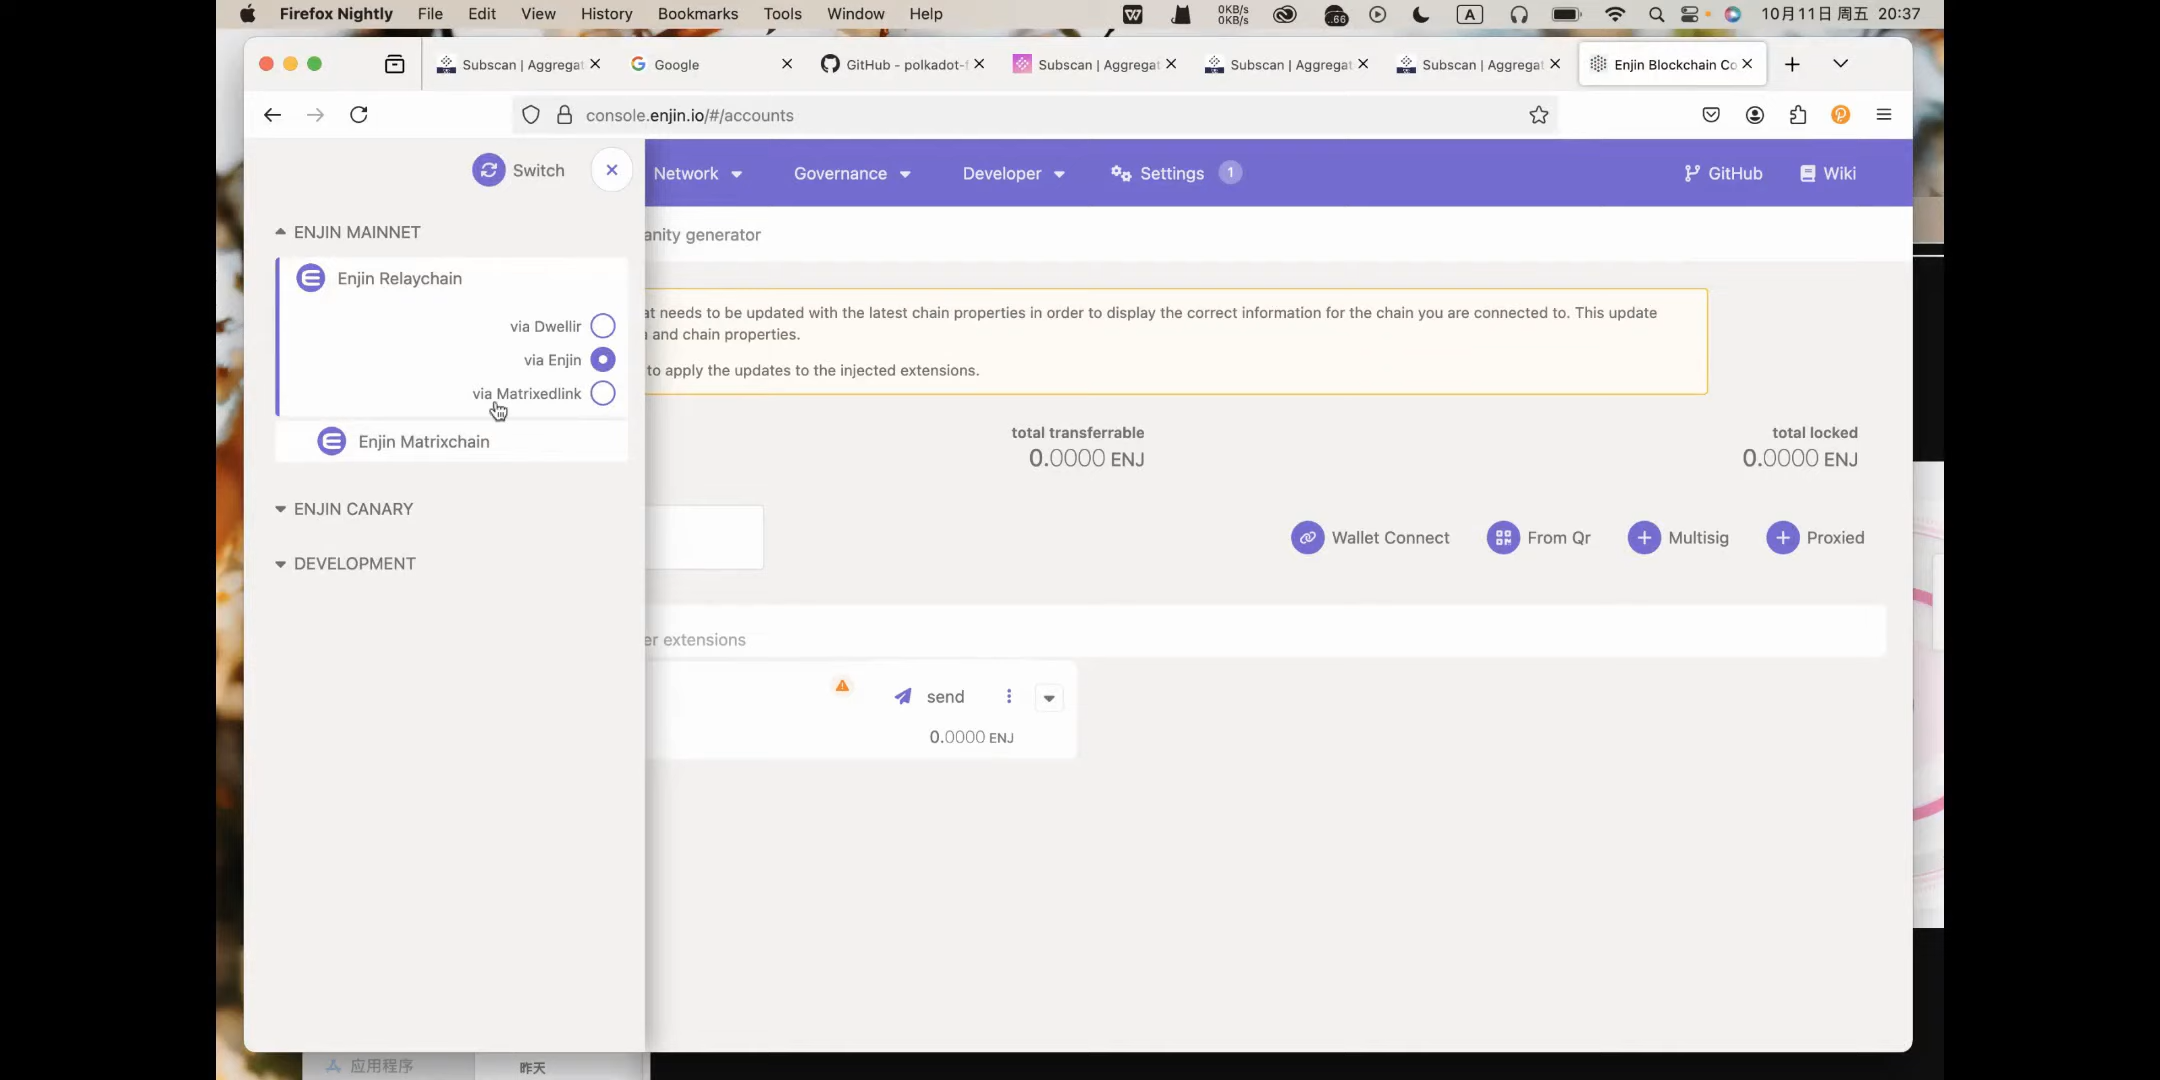 Firefox Nightly File Edit View History Bookmarks Tools Window Help 0KB/s 0KB/s .66 A 10月11日 周五 20:37
Subscan | Aggregat Google GitHub - polkadot-f Subscan | Aggregat Subscan | Aggregat Subscan | Aggregat Enjin Blockchain Co
console.enjin.io/#/accounts
Switch
Network Governance Developer Settings 1 GitHub Wiki
ENJIN MAINNET
Enjin Relaychain
via Dwellir
via Enjin
via Matrixedlink
Enjin Matrixchain
ENJIN CANARY
DEVELOPMENT
anity generator
at needs to be updated with the latest chain properties in order to display the correct information for the chain you are connected to. This update
and chain properties.
to apply the updates to the injected extensions.
total transferrable
0.0000 ENJ
total locked
0.0000 ENJ
Wallet Connect From Qr Multisig Proxied
er extensions
send
0.0000 ENJ
应用程序 昨天